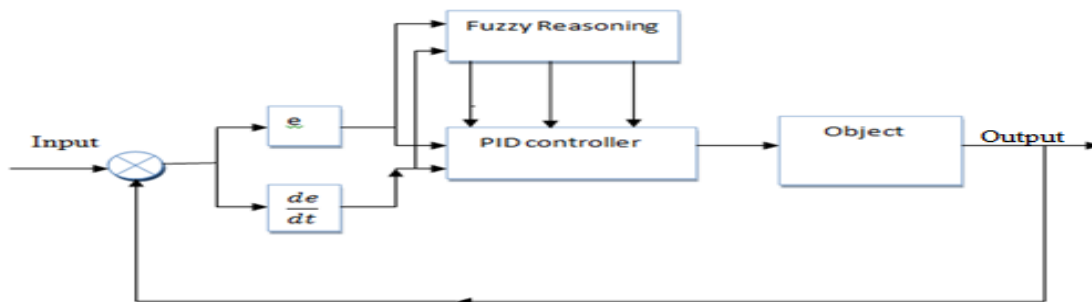 Fuzzy Reasoning
Input
e
PID controller
Object
Output
de
dt